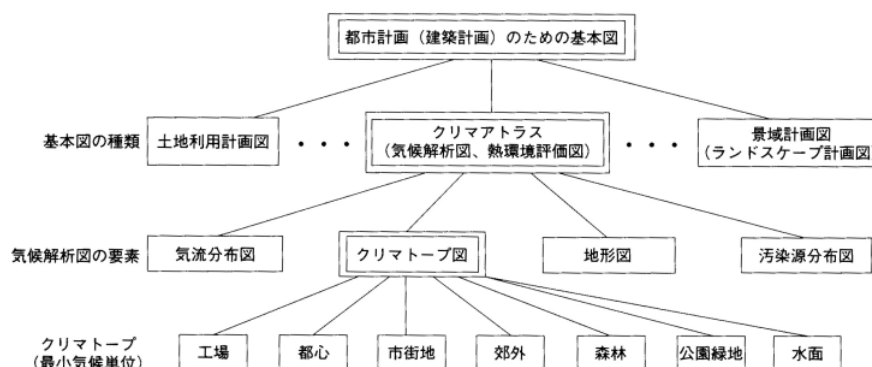 都市計画(建築計画)のための基本図
基本図の種類
土地利用計画図
・・・
クリマアトラス
(気候解析図、熱環境評価図)
・・・
景域計画図
(ランドスケープ計画図)
気候解析図の要素
気流分布図
クリマトープ図
地形図
汚染源分布図
クリマトープ
(最小気候単位)
工場
都心
市街地
郊外
森林
公園緑地
水面